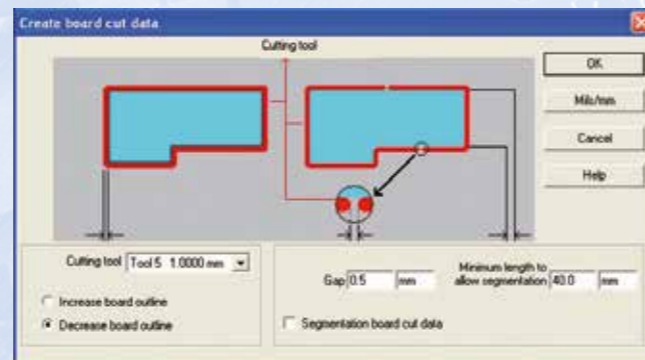 Create board cut data
Cutting tool
OK
Mils/mm
Cancel
Help
Cutting tool Tool 5 1.0000 mm
Increase board outline
Decrease board outline
Gap 0.5 mm
Minimum length to
allow segmentation 40.0 mm
Segmentation board cut data